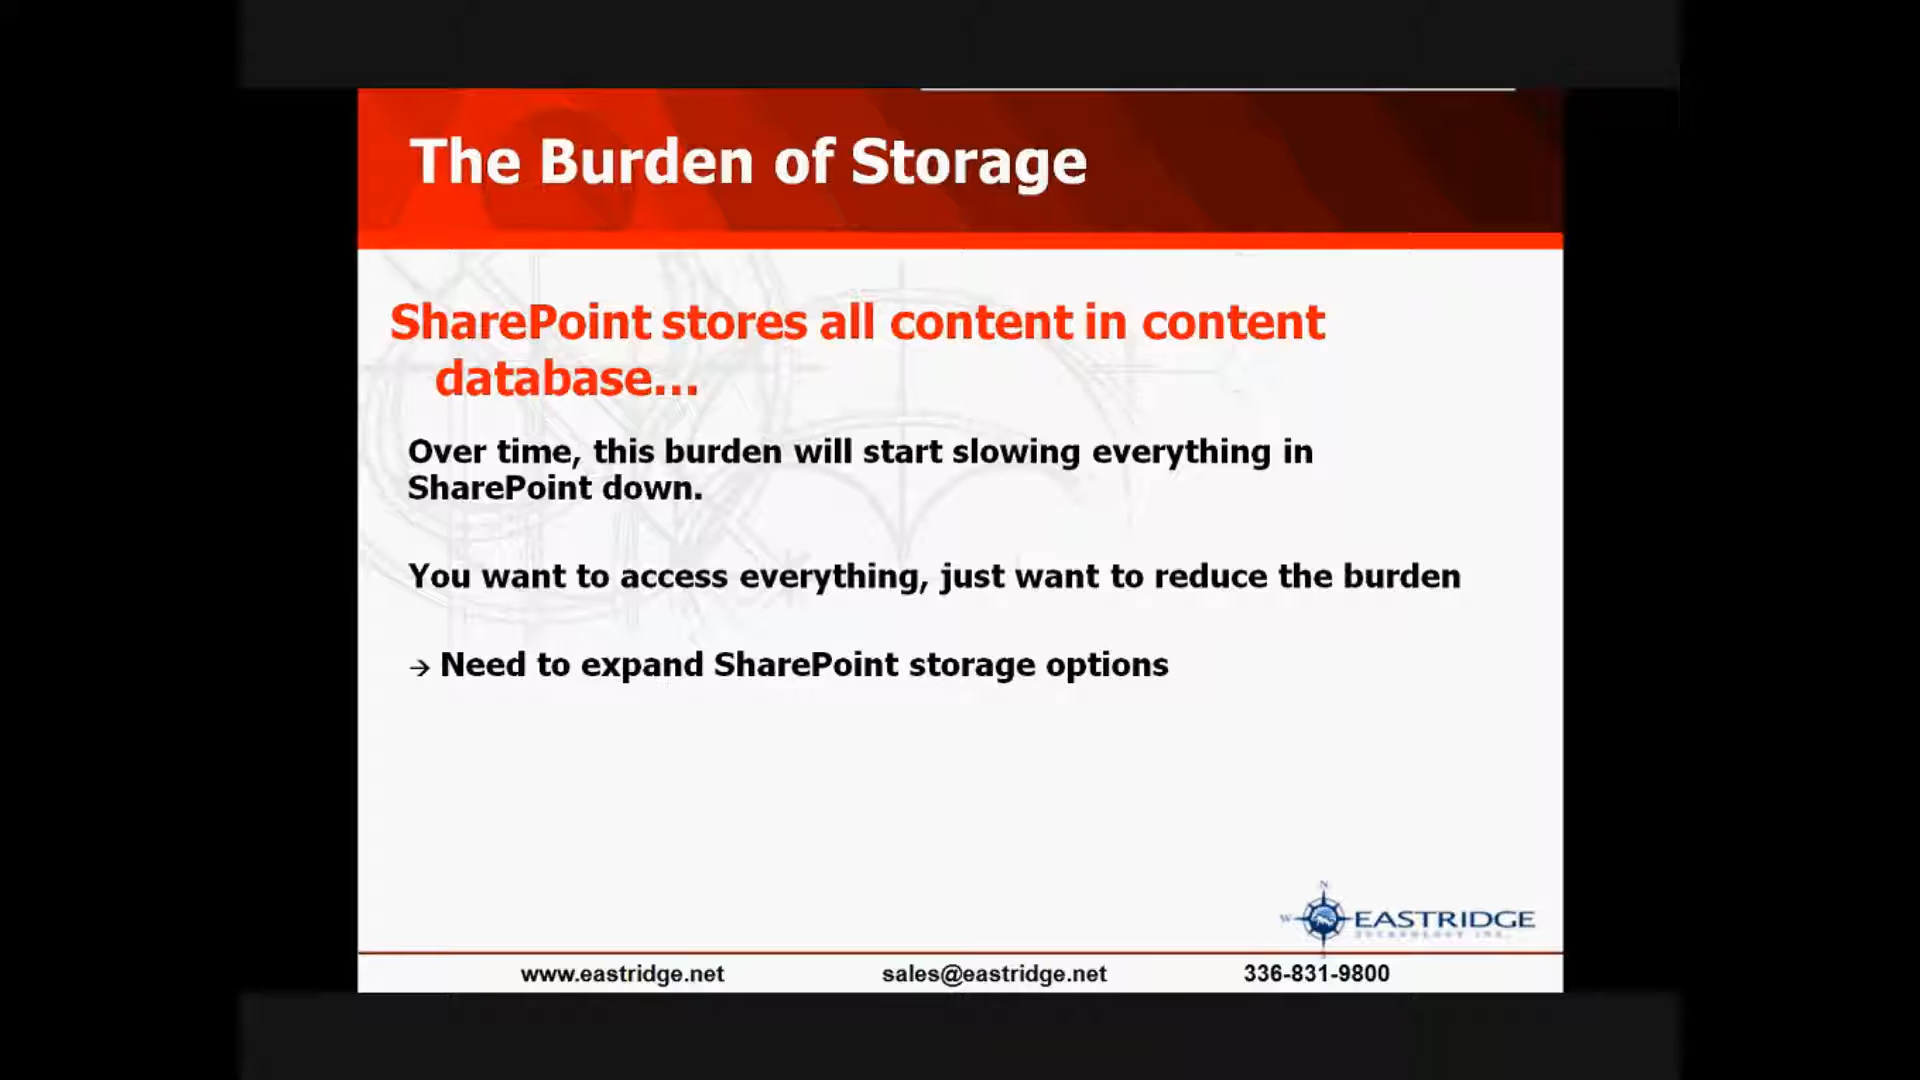 The Burden of Storage
SharePoint stores all content in content
database...
Over time, this burden will start slowing everything in
SharePoint down.
You want to access everything, just want to reduce the burden
→ Need to expand SharePoint storage options
N
W
EASTRIDGE
TECHNOLOGY INC.
www.eastridge.net sales@eastridge.net 336-831-9800